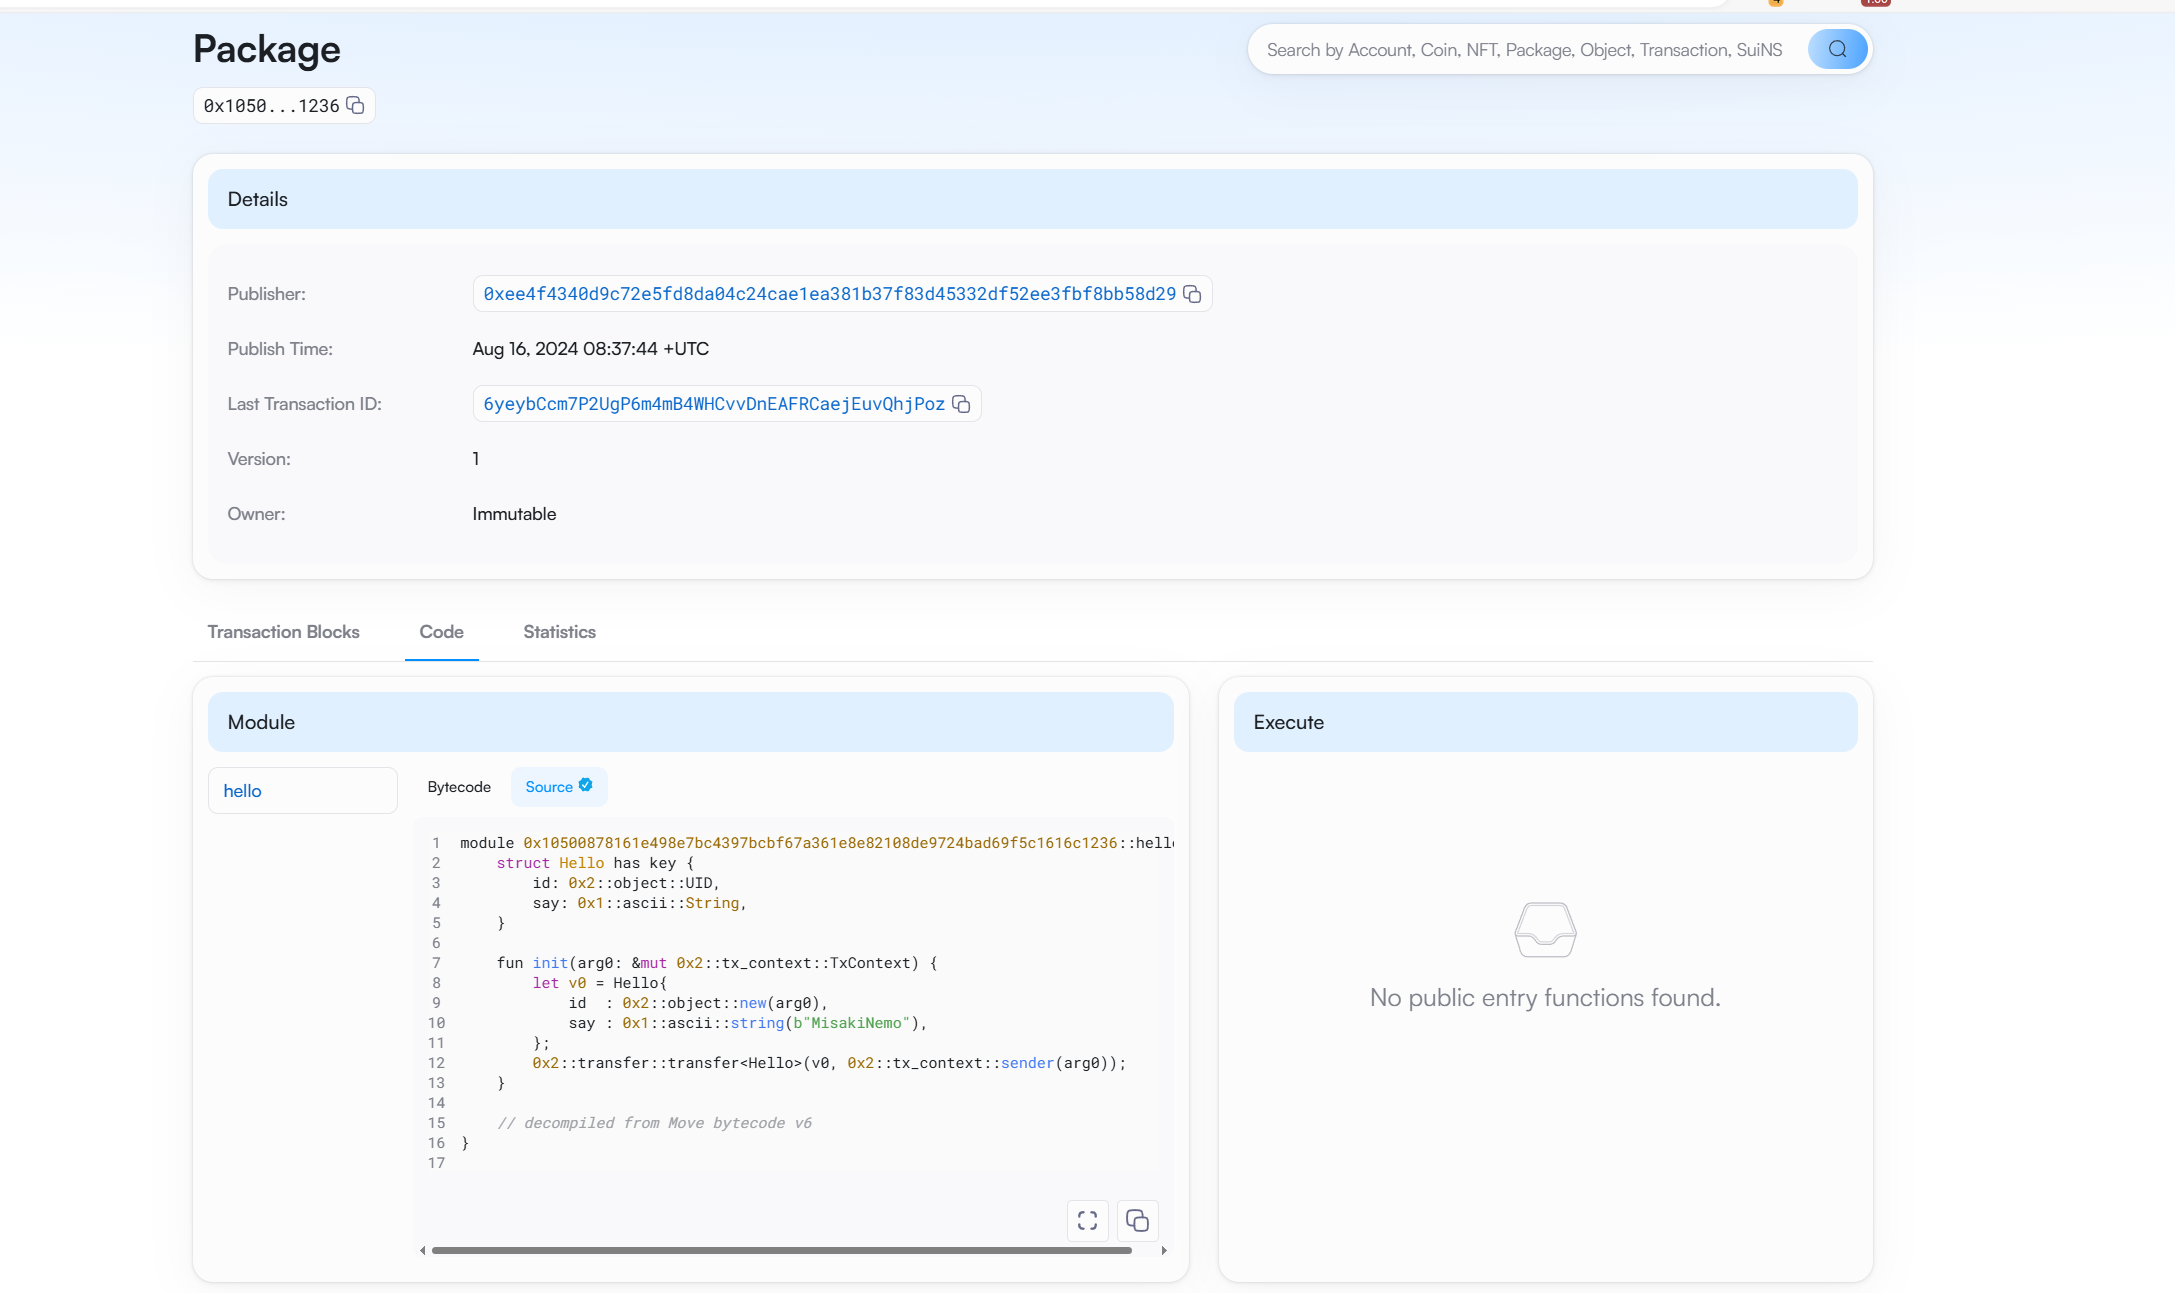 Package
Search by Account, Coin, NFT, Package, Object, Transaction, SuiNS
0x1050...1236
Details
Publisher:
0xee4f4340d9c72e5fd8da04c24cae1ea381b37f83d45332df52ee3fbf8bb58d29
Publish Time:
Aug 16, 2024 08:37:44 +UTC
Last Transaction ID:
6yeybCcm7P2UgP6m4mB4WHCvvDnEAFRCaejEuvQhjPoz
Version:
1
Owner:
Immutable
Transaction Blocks
Code
Statistics
Module
hello
Bytecode
Source
1 module 0x10500878161e498e7bc4397bcbf67a361e8e82108de9724bad69f5c1616c1236::hell
2     struct Hello has key {
3         id: 0x2::object::UID,
4         say: 0x1::ascii::String,
5     }
6
7     fun init(arg0: &mut 0x2::tx_context::TxContext) {
8         let v0 = Hello{
9             id  : 0x2::object::new(arg0),
10             say : 0x1::ascii::string(b"MisakiNemo"),
11         };
12         0x2::transfer::transfer<Hello>(v0, 0x2::tx_context::sender(arg0));
13     }
14
15     // decompiled from Move bytecode v6
16 }
17
Execute
No public entry functions found.